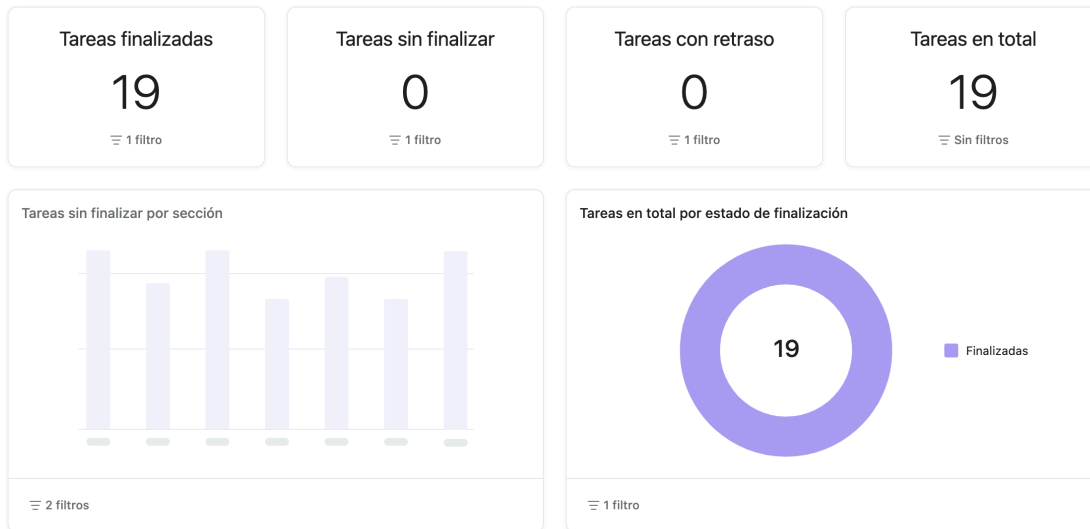 Tareas finalizadas
19
1 filtro
Tareas sin finalizar
0
1 filtro
Tareas con retraso
0
1 filtro
Tareas en total
19
Sin filtros
Tareas sin finalizar por sección
2 filtros
Tareas en total por estado de finalización
19
Finalizadas
1 filtro